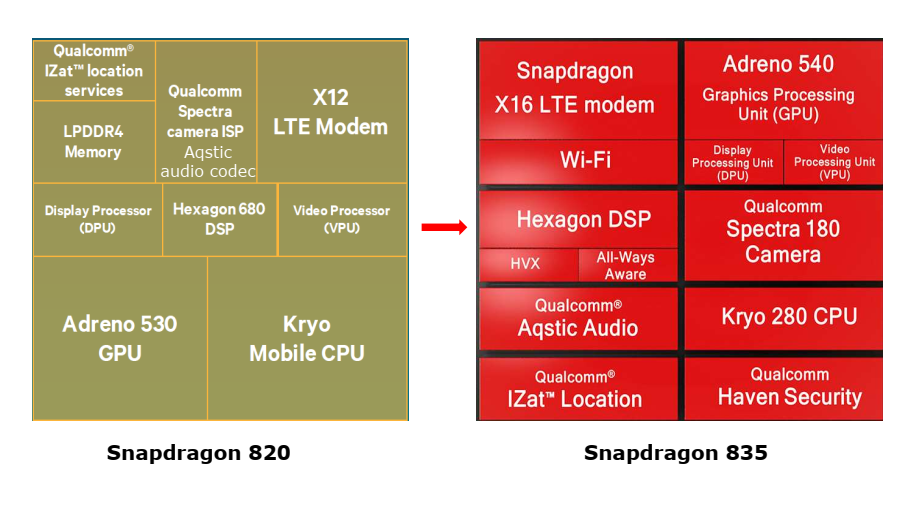 Qualcomm®
IZat™ location
services
LPDDR4
Memory
Qualcomm
Spectra
camera ISP
Aqstic
audio codec
X12
LTE Modem
Display Processor
(DPU)
Hexagon 680
DSP
Video Processor
(VPU)
Adreno 530
GPU
Kryo
Mobile CPU
Snapdragon 820
Snapdragon
X16 LTE modem
Wi-Fi
Adreno 540
Graphics Processing
Unit (GPU)
Display
Processing Unit
(DPU)
Video
Processing Unit
(VPU)
Hexagon DSP
HVX
All-Ways
Aware
Qualcomm
Spectra 180
Camera
Qualcomm®
Aqstic Audio
Kryo 280 CPU
Qualcomm®
IZat™ Location
Qualcomm
Haven Security
Snapdragon 835